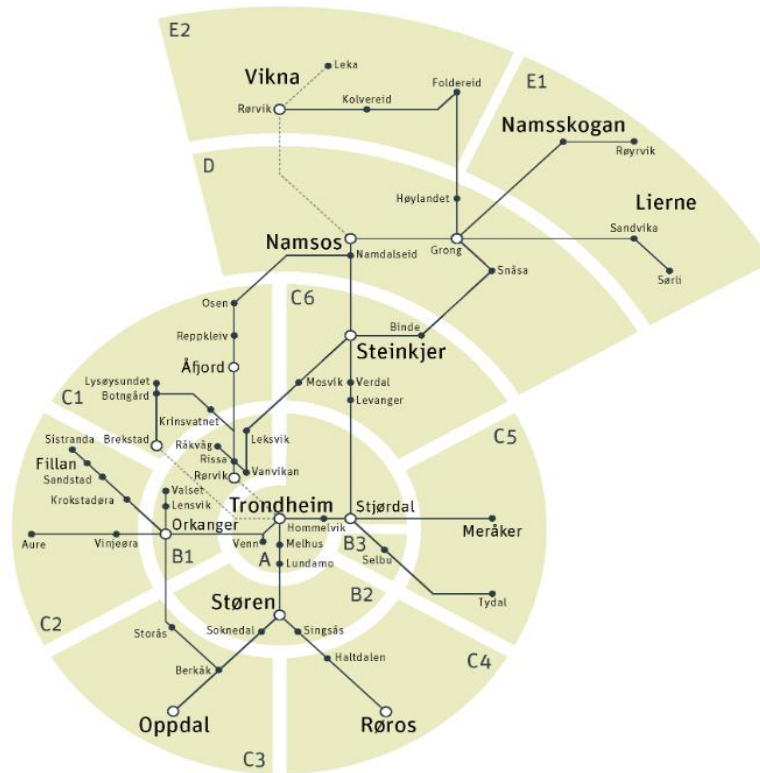 E2
Leka
Vikna
Foldereid
E1
Kolvereid
Rørvik
Namsskogan
Røyrvik
D
Høylandet
Lierne
Namsos
Sandvika
Grong
Namdalseid
Snåsa
Sørli
C6
Osen
Binde
Reppkleiv
Steinkjer
Åfjord
Mosvik
Verdal
Lysøysundet
Botngård
Levanger
C1
Krinsvatnet
C5
Sistranda
Brekstad
Råkvåg
Leksvik
Fillan
Rissa
Sandstad
Rørvik
Vanvikan
Valset
Krokstadøra
Lensvik
Trondheim
Stjørdal
Orkanger
Hommelvik
Meråker
Aure
Vinjeøra
Venn
Melhus
B3
B1
A
Selbu
Lundamo
B2
Støren
Tydal
C2
Storås
Soknedal
Singsås
Haltdalen
C4
Berkåk
Oppdal
Røros
C3